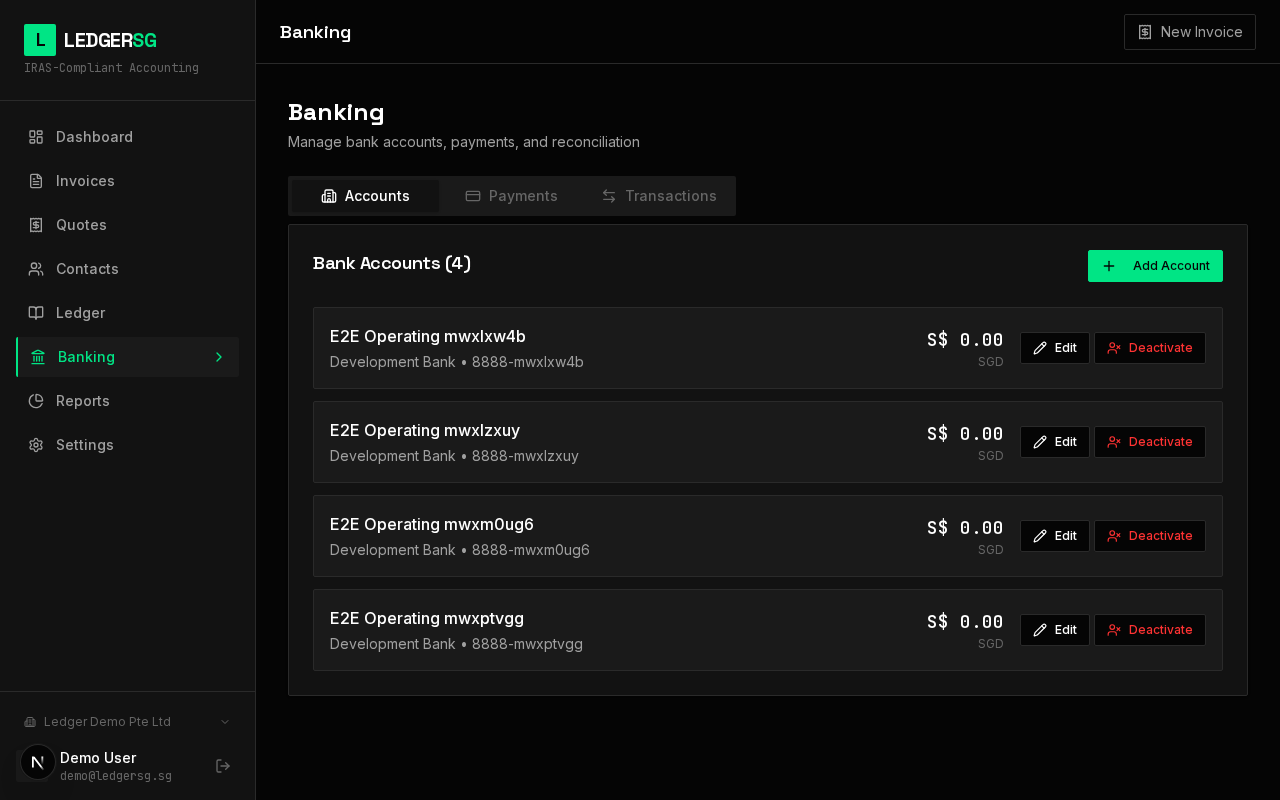 L LEDGERSG
IRAS-Compliant Accounting
Dashboard
Invoices
Quotes
Contacts
Ledger
Banking
Reports
Settings
Ledger Demo Pte Ltd
N
Demo User
demo@ledgersg.sg
Banking
New Invoice
Banking
Manage bank accounts, payments, and reconciliation
Accounts Payments Transactions
Bank Accounts (4)
Add Account
E2E Operating mwxlxw4b
Development Bank • 8888-mwxlxw4b
S$ 0.00
SGD
Edit Deactivate
E2E Operating mwxlzxuy
Development Bank • 8888-mwxlzxuy
S$ 0.00
SGD
Edit Deactivate
E2E Operating mwxm0ug6
Development Bank • 8888-mwxm0ug6
S$ 0.00
SGD
Edit Deactivate
E2E Operating mwxptvgg
Development Bank • 8888-mwxptvgg
S$ 0.00
SGD
Edit Deactivate